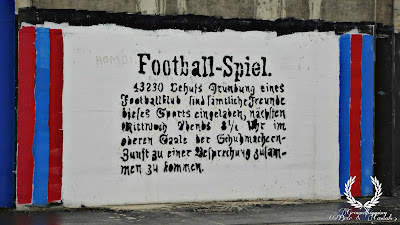 Football-Spiel.
43230 Behufs Gründung eines
Footballklub sind sämtliche Freunde
dieses Sports eingeladen, nächsten
Mittwoch Abends 8½ Uhr im
oberen Saale der Schuhmachern-
Zunft zu einer Besprechung zusam-
men zu kommen.